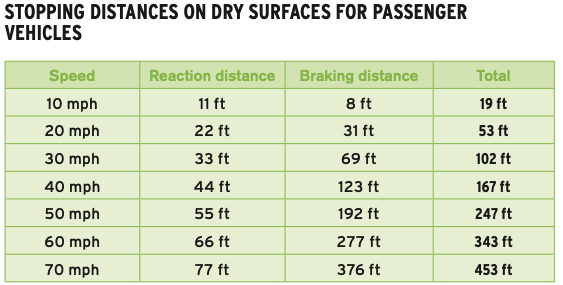 STOPPING DISTANCES ON DRY SURFACES FOR PASSENGER
VEHICLES
Speed Reaction distance Braking distance Total
10 mph 11 ft 8 ft 19 ft
20 mph 22 ft 31 ft 53 ft
30 mph 33 ft 69 ft 102 ft
40 mph 44 ft 123 ft 167 ft
50 mph 55 ft 192 ft 247 ft
60 mph 66 ft 277 ft 343 ft
70 mph 77 ft 376 ft 453 ft